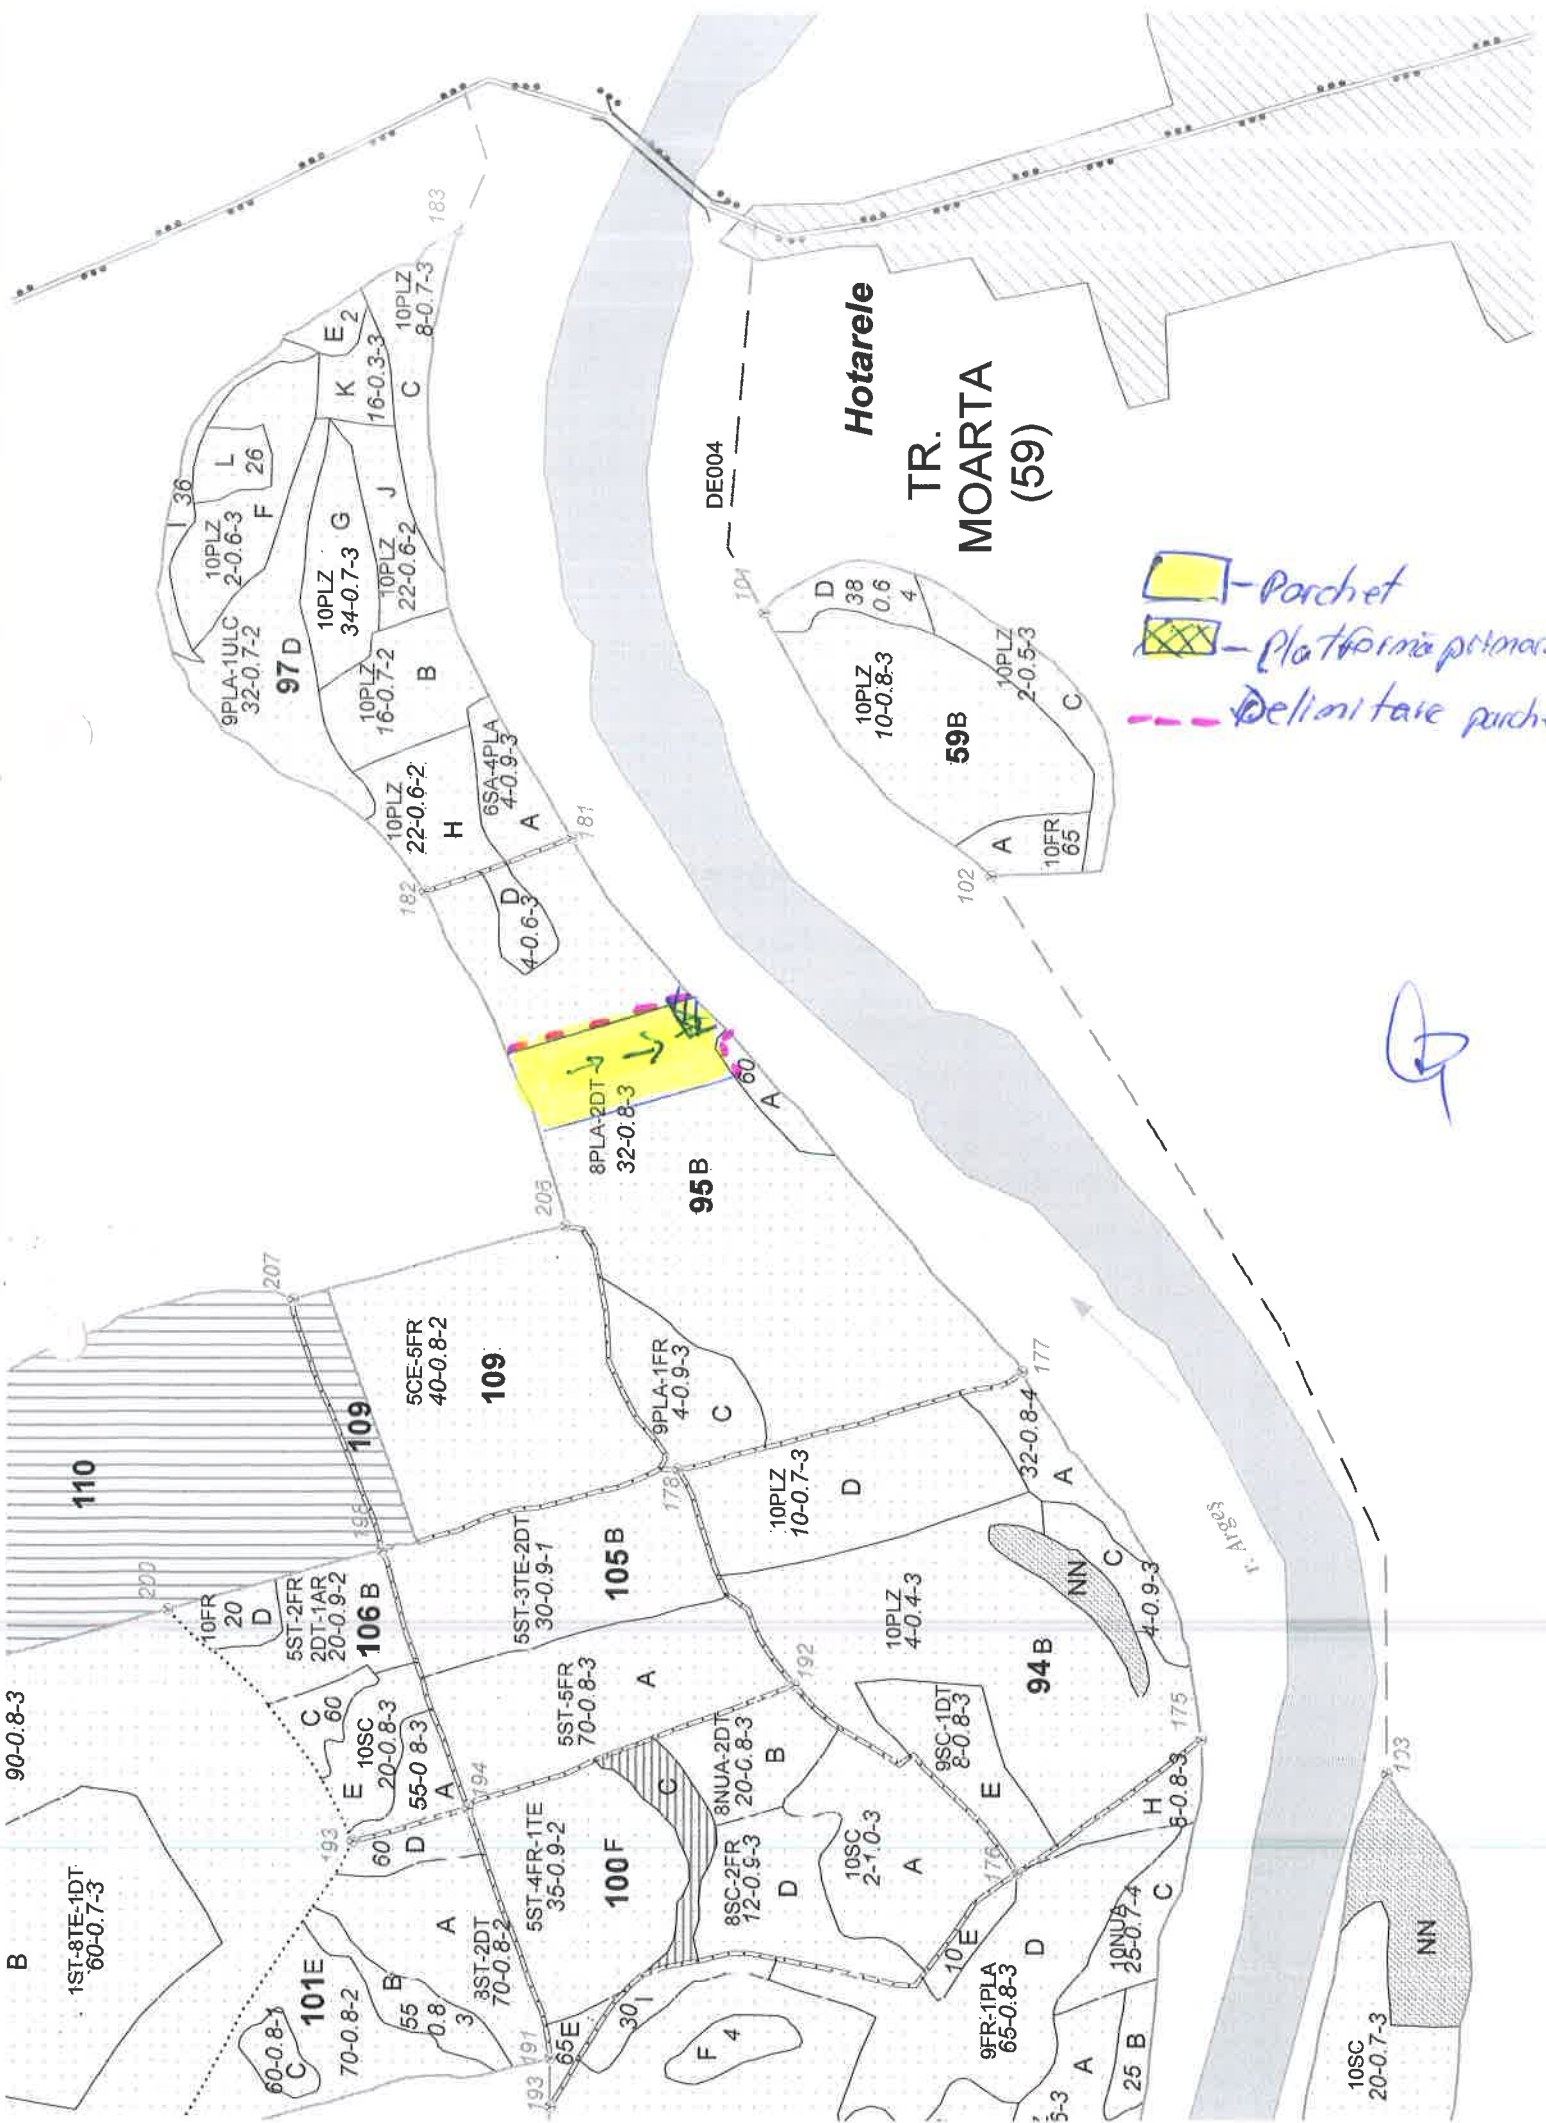 90-0.8-3
B
1ST-8TE-1DT
60-0.7-3
110
109
207
200
198
10FR
20
D
5ST-2FR
2DT-1AR
20-0.9-2
106 B
C
60
E
10SC
20-0.8-3
55-0 8-3
A
193
60
D
194
101E
70-0.8-2
60-0.8-1
C
B
55
0.8
3
A
8ST-2DT
70-0.8-2
191
193
65E
30
I
F
4
5CE-5FR
40-0.8-2
109
5ST-3TE-2DT
30-0.9-1
105 B
5ST-5FR
70-0.8-3
A
178
192
5ST-4FR-1TE
35-0.9-2
100 F
C
8NUA-2DT
20-0.8-3
B
8SC-2FR
12-0.9-3
D
10SC
2-1.0-3
A
176
10
E
9FR-1PLA
65-0.8-3
D
10NUA
25-0.7-4
C
A
25 B
H
8-0.8-3
9SC-1DT
8-0.8-3
E
10PLZ
4-0.4-3
94 B
NN
C
4-0.9-3
175
10PLZ
10-0.7-3
D
32-0.8-4
A
177
9PLA-1FR
4-0.9-3
C
206
8PLA-2DT
32-0.8-3
95 B
60
A
D
4-0.6-3
182
181
10PLZ
22-0.6-2
H
6SA-4PLA
4-0.9-3
A
9PLA-1ULC
32-0.7-2
97 D
10PLZ
16-0.7-2
B
10PLZ
34-0.7-3
G
10PLZ
22-0.6-2
J
10PLZ
2-0.6-3
F
I 36
L
26
E 2
K
16-0.3-3
C
10PLZ
8-0.7-3
183
r. Argeş
DE004
Hotarele
TR.
MOARTA
(59)
101
D
38
0.6
4
10PLZ
10-0.8-3
59B
10PLZ
2-0.5-3
C
A
10FR
65
102
103
NN
10SC
20-0.7-3
- Parchet
- Platformă primar
Delimitare parch